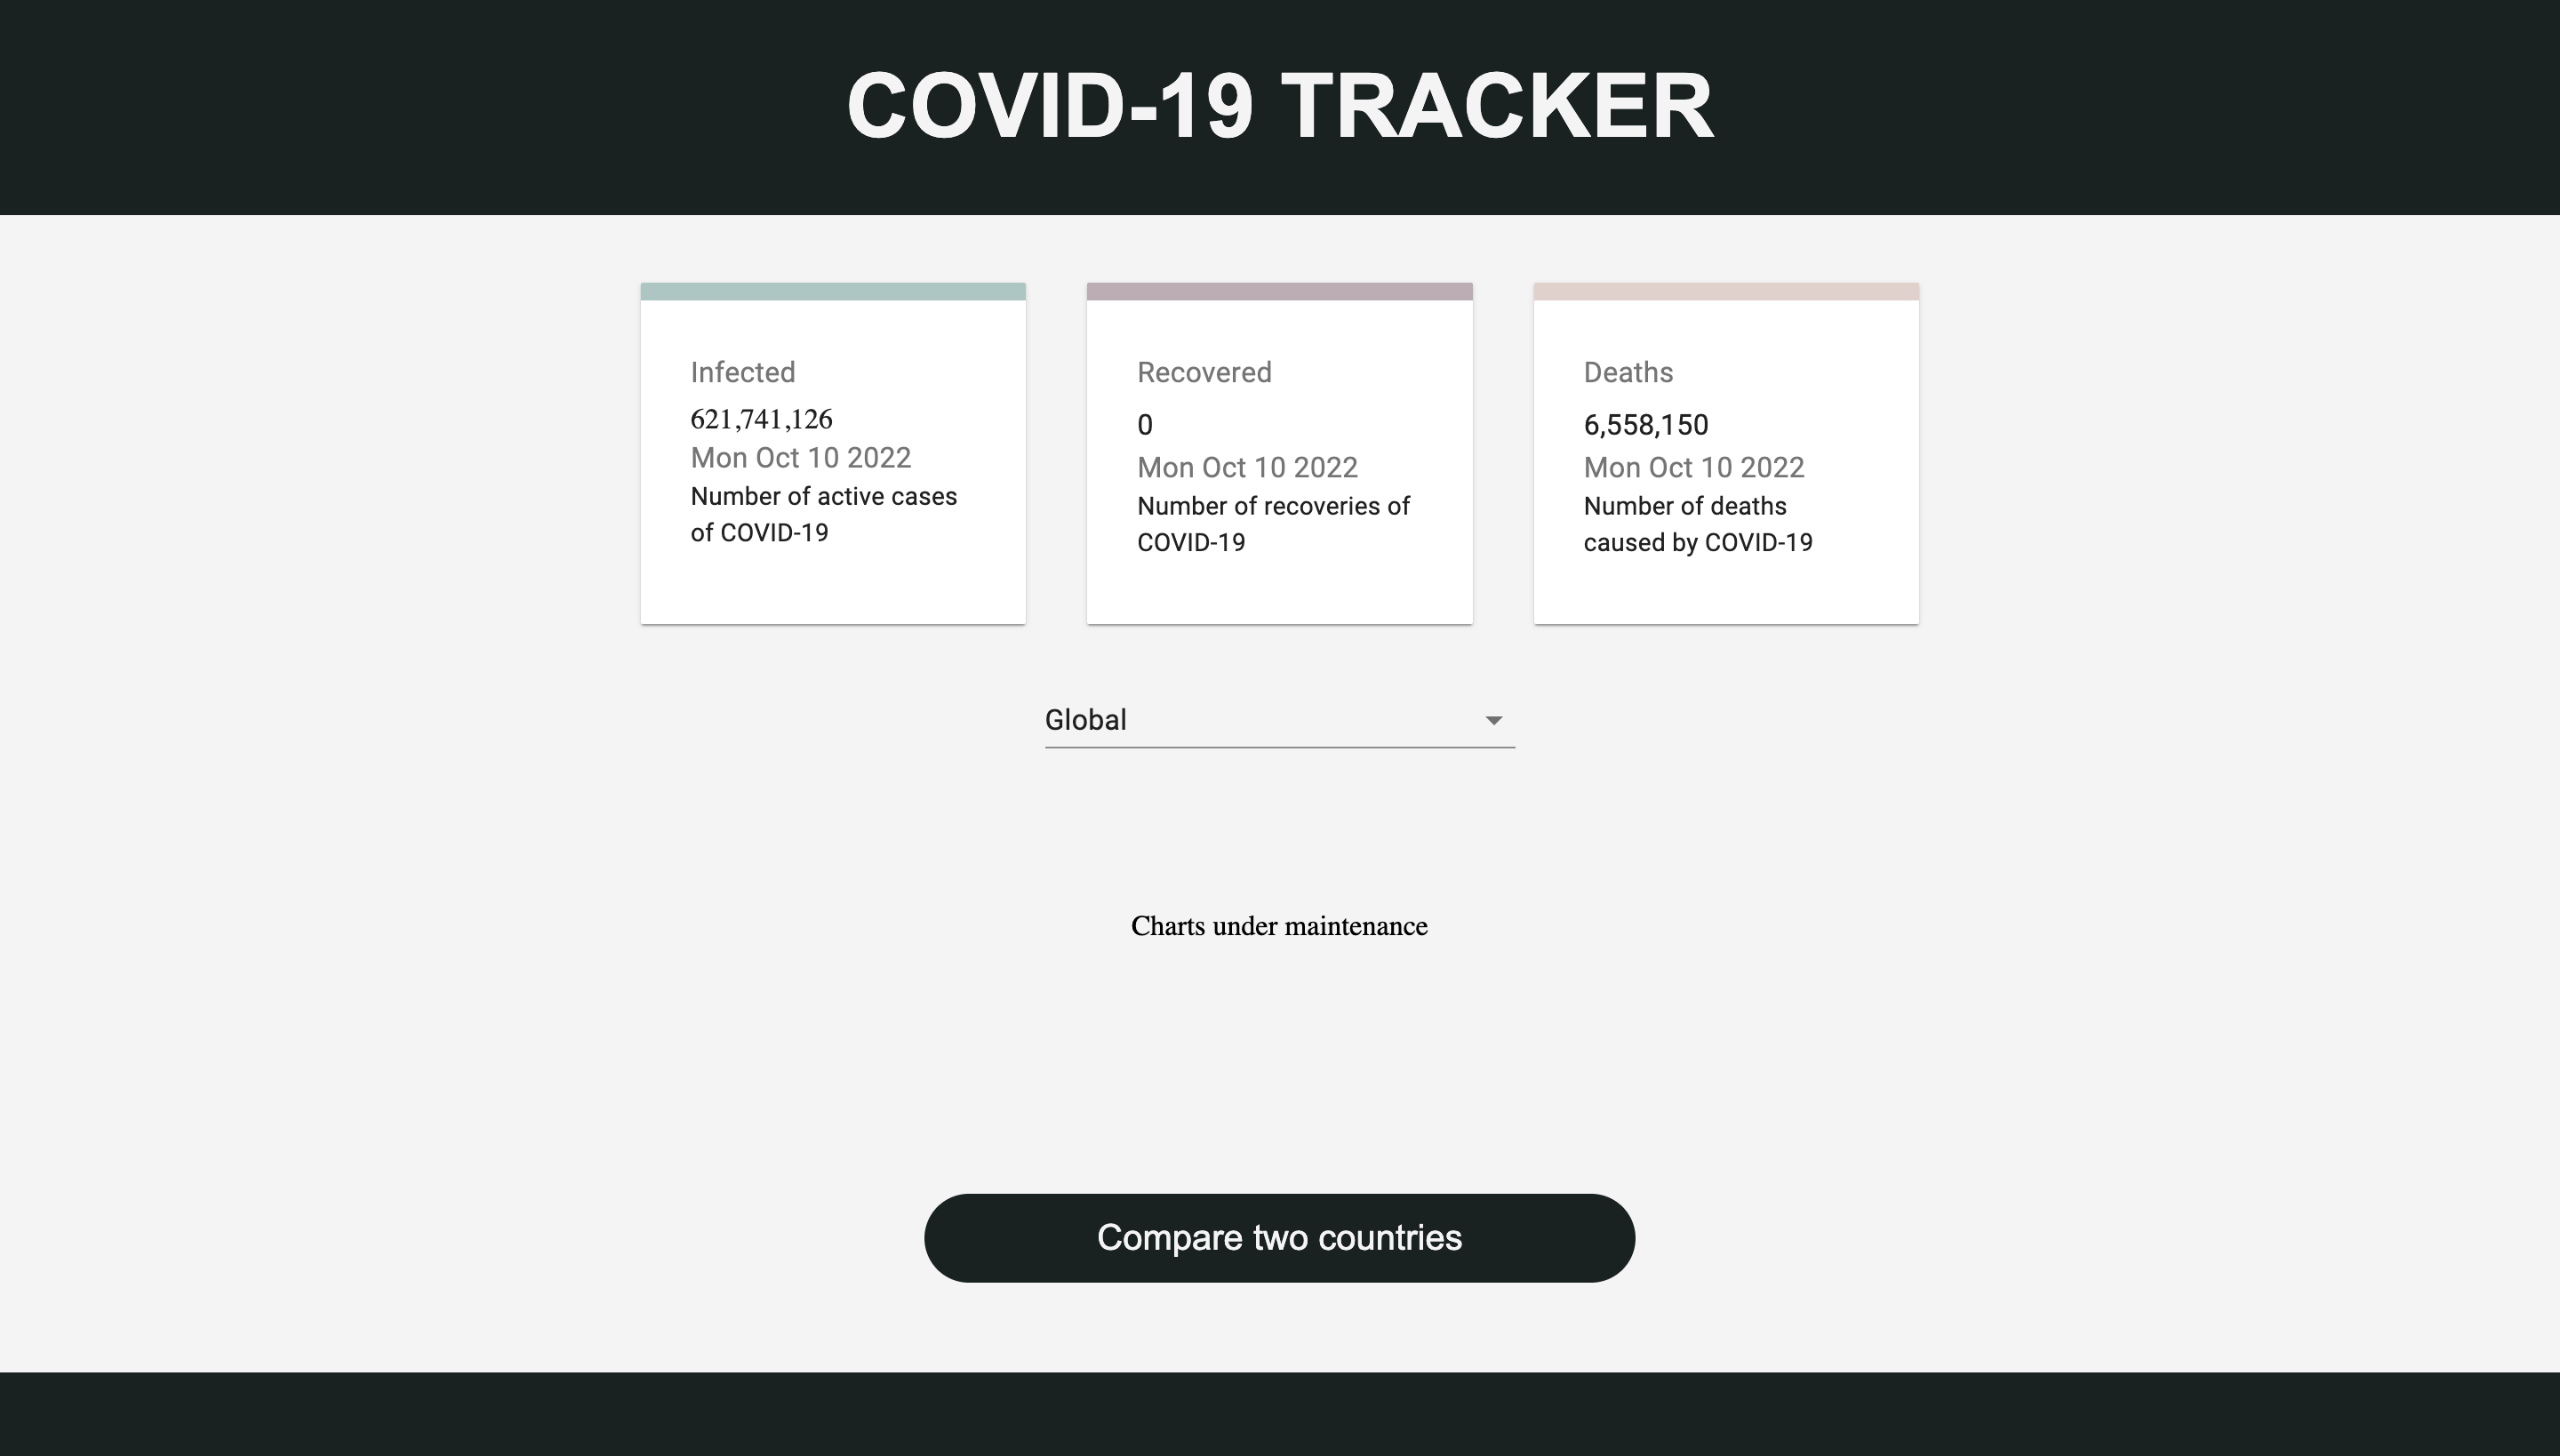 COVID-19 TRACKER
Infected
621,741,126
Mon Oct 10 2022
Number of active cases
of COVID-19
Recovered
0
Mon Oct 10 2022
Number of recoveries of
COVID-19
Deaths
6,558,150
Mon Oct 10 2022
Number of deaths
caused by COVID-19
Global
Charts under maintenance
Compare two countries